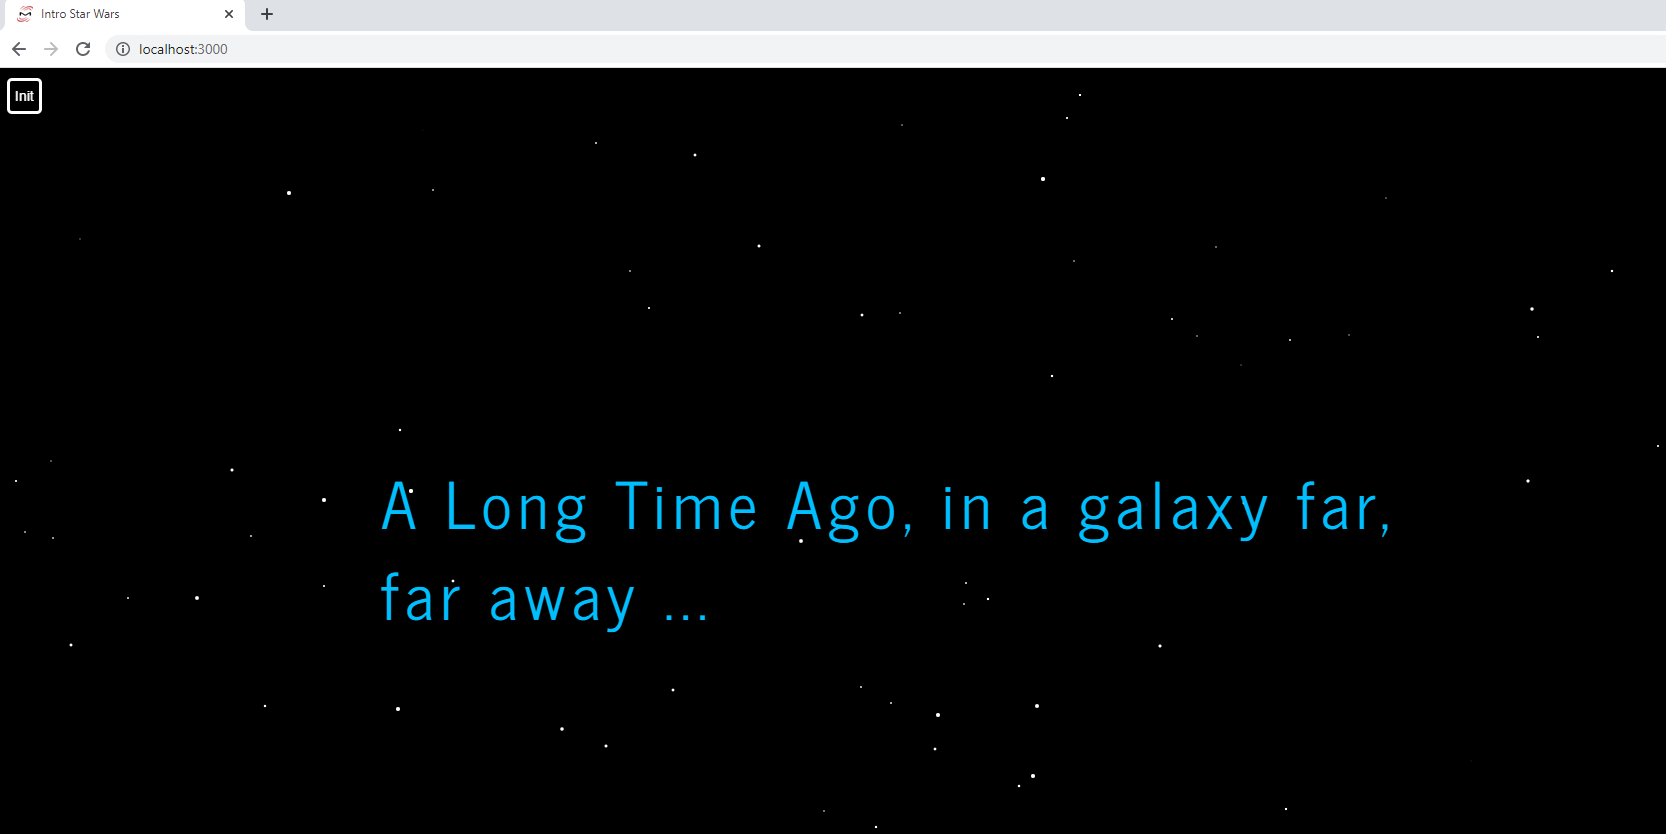 Intro Star Wars
localhost:3000
Init
A Long Time Ago, in a galaxy far,
far away ...